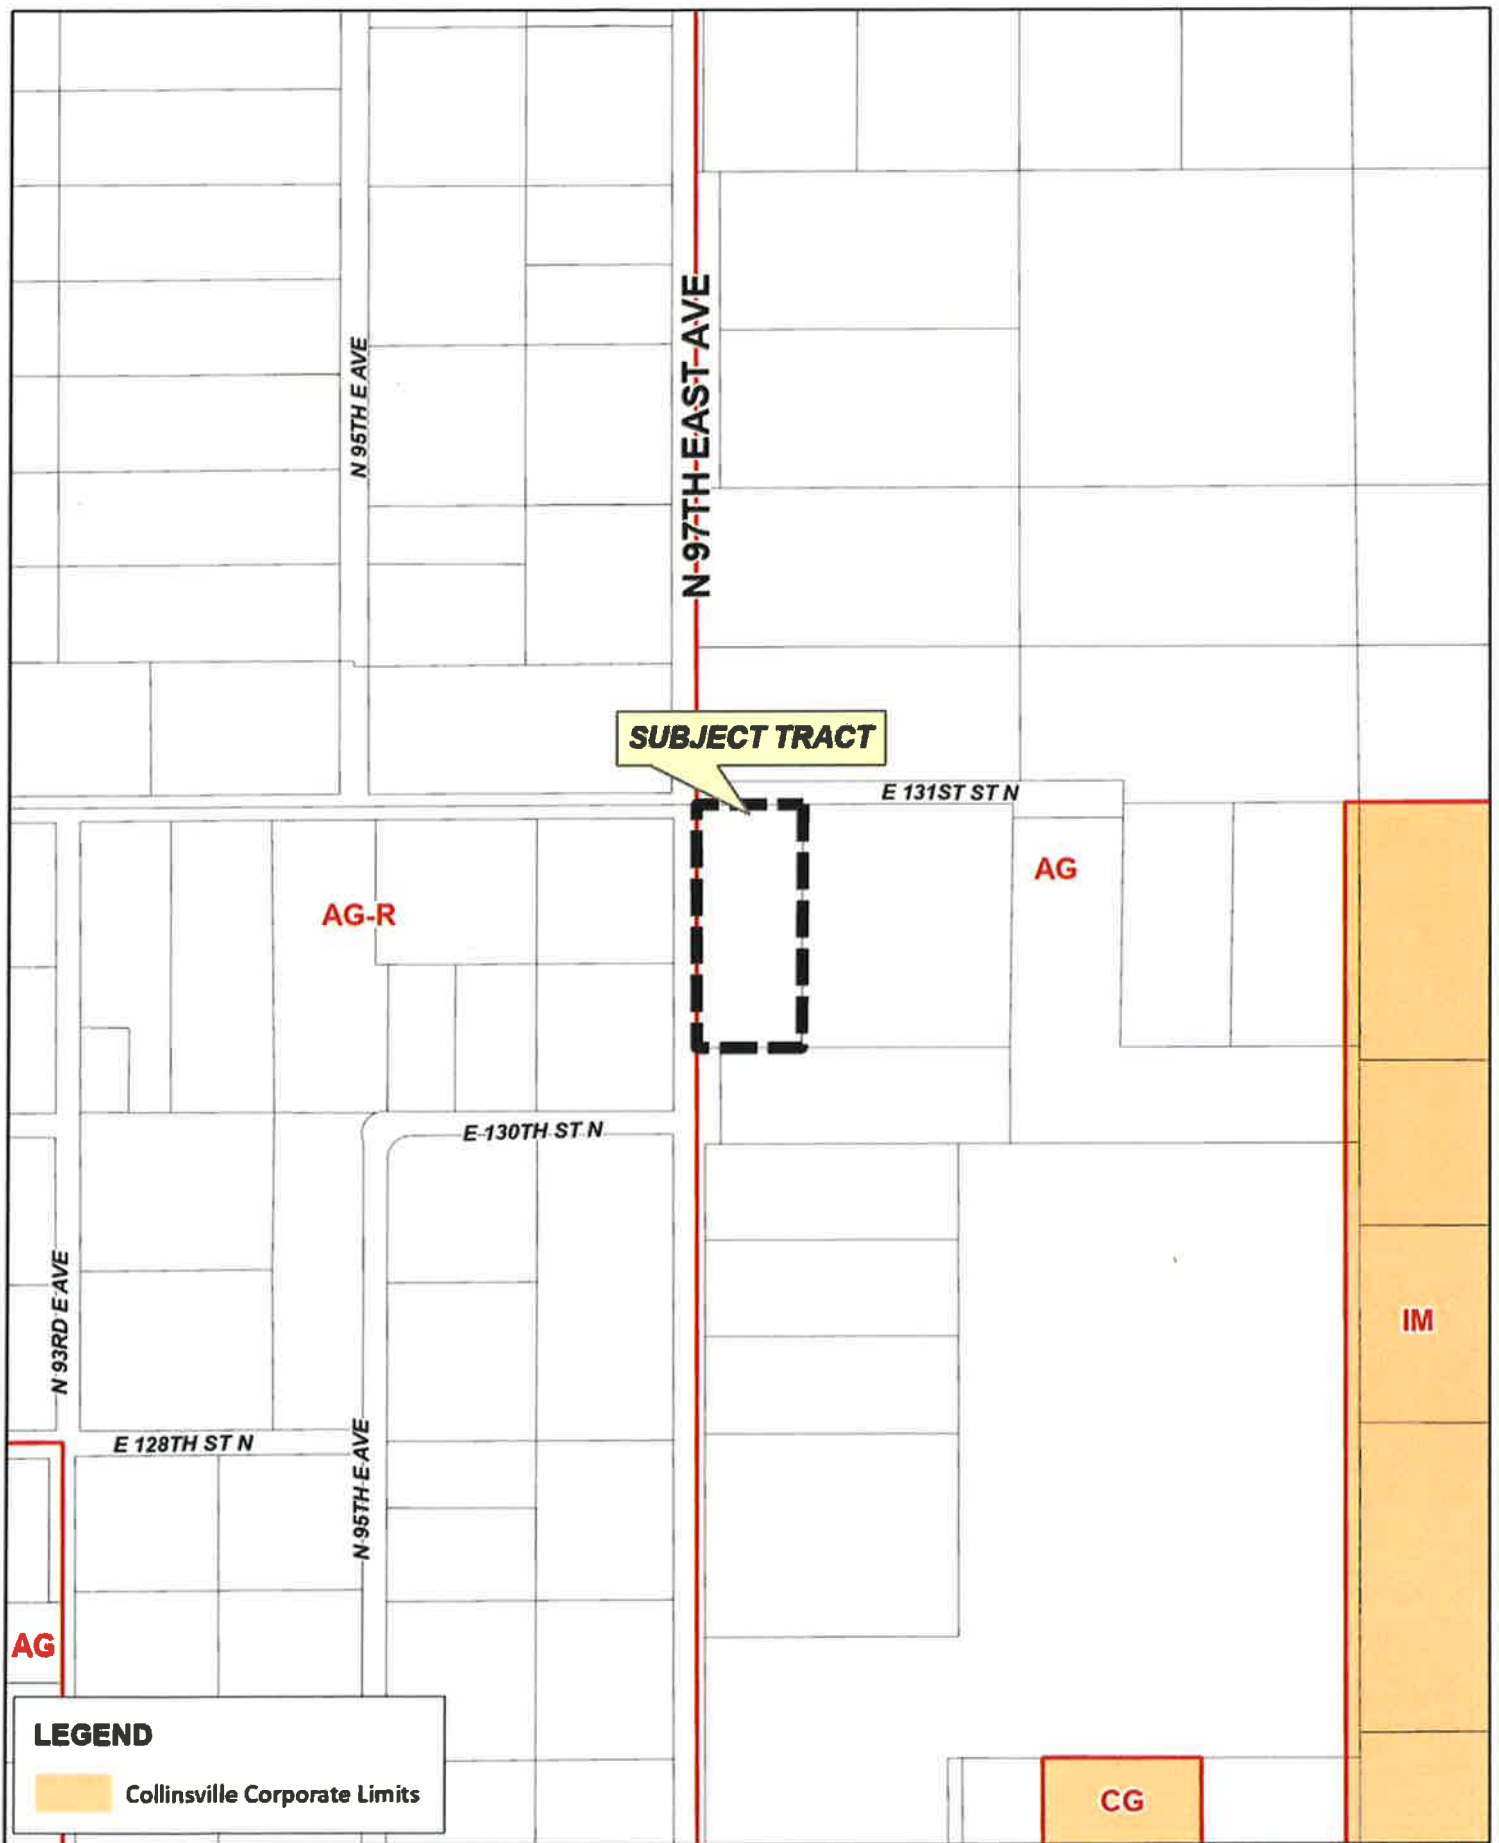 N 95TH E AVE
N 97TH EAST AVE
SUBJECT TRACT
E 131ST ST N
AG
AG-R
E 130TH ST N
N 93RD E AVE
IM
E 128TH ST N
N 95TH E AVE
AG
LEGEND
Collinsville Corporate Limits
CG